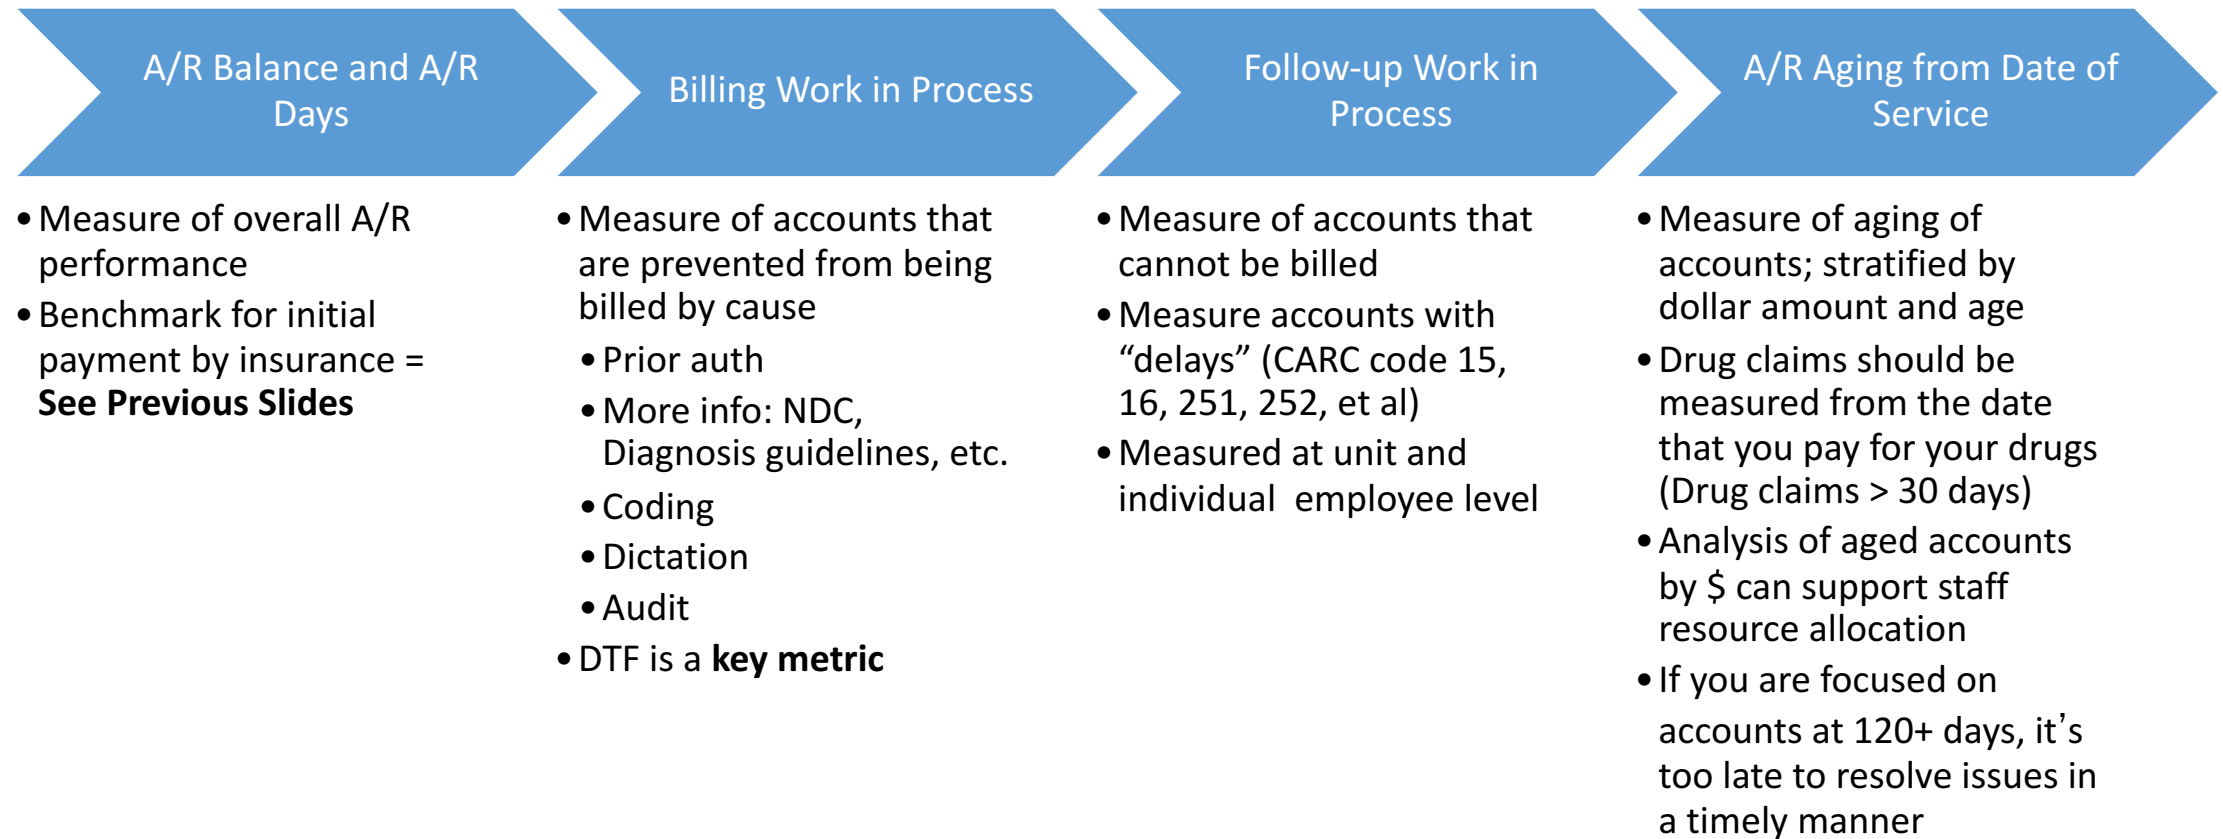 A/R Balance and A/R
Days
• Measure of overall A/R
performance
• Benchmark for initial
payment by insurance =
See Previous Slides
Billing Work in Process
• Measure of accounts that
are prevented from being
billed by cause
• Prior auth
• More info: NDC,
Diagnosis guidelines, etc.
• Coding
• Dictation
• Audit
• DTF is a key metric
Follow-up Work in
Process
• Measure of accounts that
cannot be billed
• Measure accounts with
“delays” (CARC code 15,
16, 251, 252, et al)
• Measured at unit and
individual  employee level
A/R Aging from Date of
Service
• Measure of aging of
accounts; stratified by
dollar amount and age
• Drug claims should be
measured from the date
that you pay for your drugs
(Drug claims > 30 days)
• Analysis of aged accounts
by $ can support staff
resource allocation
• If you are focused on
accounts at 120+ days, it’s
too late to resolve issues in
a timely manner